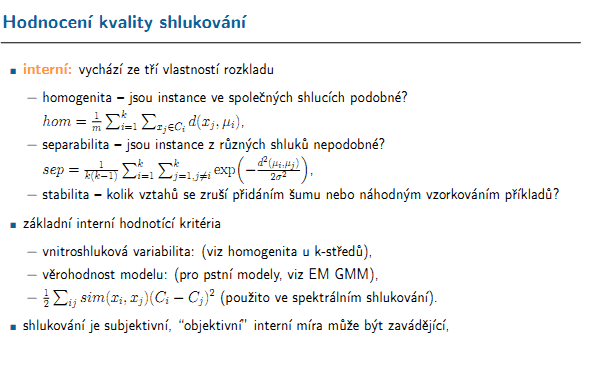 Hodnocení kvality shlukování
interní: vychází ze tří vlastností rozkladu
– homogenita – jsou instance ve společných shlucích podobné?
hom = \frac{1}{m} \sum_{i=1}^{k} \sum_{x_j \in C_i} d(x_j, \mu_i),
– separabilita – jsou instance z různých shluků nepodobné?
sep = \frac{1}{k(k-1)} \sum_{i=1}^{k} \sum_{j=1, j \neq i}^{k} \exp\left(-\frac{d^2(\mu_i, \mu_j)}{2\sigma^2}\right),
– stabilita – kolik vztahů se zruší přidáním šumu nebo náhodným vzorkování příkladů?
základní interní hodnotící kritéria
– vnitroshluková variabilita: (viz homogenita u k-středů),
– věrohodnost modelu: (pro pstní modely, viz EM GMM),
– \frac{1}{2} \sum_{ij} sim(x_i, x_j)(C_i - C_j)^2 (použito ve spektrálním shlukování).
shlukování je subjektivní, “objektivní” interní míra může být zavádějící,